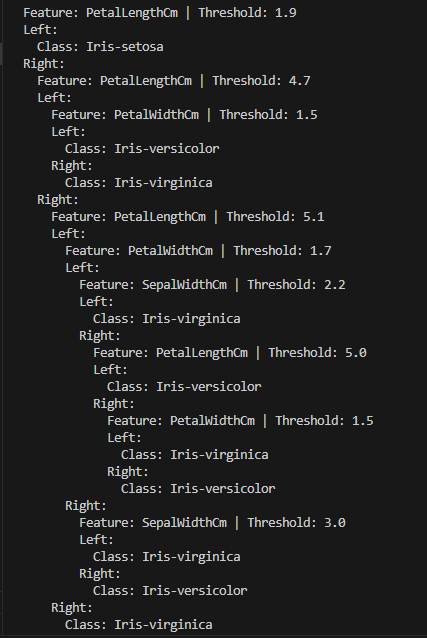 Feature: PetalLengthCm | Threshold: 1.9
Left:
  Class: Iris-setosa
Right:
  Feature: PetalLengthCm | Threshold: 4.7
  Left:
    Feature: PetalWidthCm | Threshold: 1.5
    Left:
      Class: Iris-versicolor
    Right:
      Class: Iris-virginica
  Right:
    Feature: PetalLengthCm | Threshold: 5.1
    Left:
      Feature: PetalWidthCm | Threshold: 1.7
      Left:
        Feature: SepalWidthCm | Threshold: 2.2
        Left:
          Class: Iris-virginica
        Right:
          Feature: PetalLengthCm | Threshold: 5.0
          Left:
            Class: Iris-versicolor
          Right:
            Feature: PetalWidthCm | Threshold: 1.5
            Left:
              Class: Iris-virginica
            Right:
              Class: Iris-versicolor
      Right:
        Feature: SepalWidthCm | Threshold: 3.0
        Left:
          Class: Iris-virginica
        Right:
          Class: Iris-versicolor
    Right:
      Class: Iris-virginica